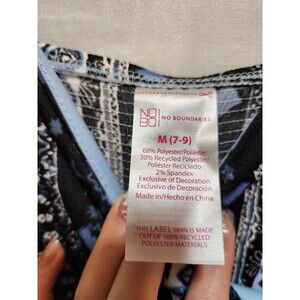 NO
BO
NO BOUNDARIES
M (7-9)
68% Polyester/Poliéster
30% Recycled Polyester/
Poliéster Reciclado
2% Spandex
Exclusive of Decoration
Exclusivo de Decoración
Made in/Hecho en China
THIS LABEL YARN IS MADE
OUT OF 100% RECYCLED
POLYESTER MATERIALS